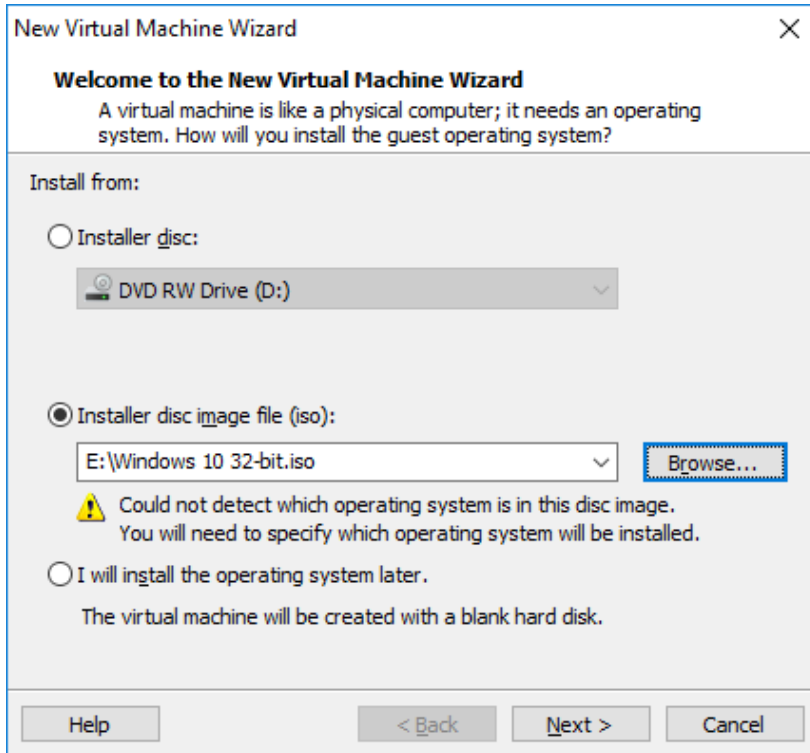 New Virtual Machine Wizard
Welcome to the New Virtual Machine Wizard
A virtual machine is like a physical computer; it needs an operating
system. How will you install the guest operating system?
Install from:
Installer disc:
DVD RW Drive (D:)
Installer disc image file (iso):
E:\Windows 10 32-bit.iso
Browse...
Could not detect which operating system is in this disc image.
You will need to specify which operating system will be installed.
I will install the operating system later.
The virtual machine will be created with a blank hard disk.
Help
< Back
Next >
Cancel